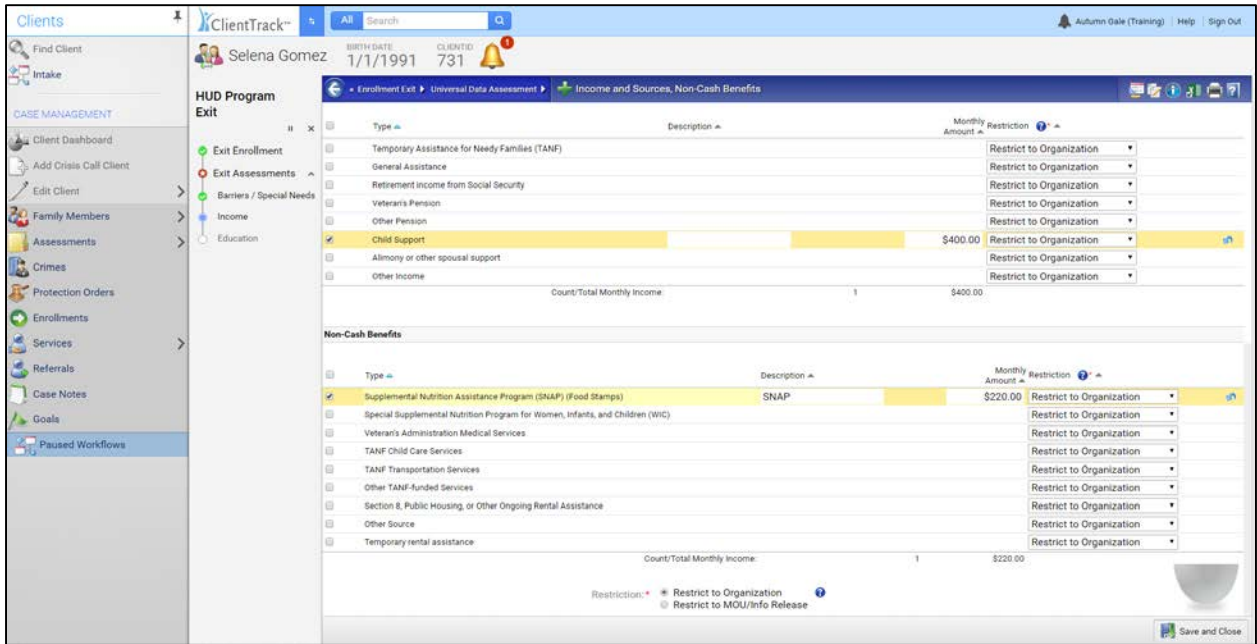 Clients
Find Client
Intake
CASE MANAGEMENT
Client Dashboard
Add Crisis Call Client
Edit Client
Family Members
Assessments
Crimes
Protection Orders
Enrollments
Services
Referrals
Case Notes
Goals
Paused Workflows
ClientTrack™
All Search
Autumn Gale (Training) Help Sign Out
Selena Gomez
BIRTH DATE
1/1/1991
CLIENTID
731
1
HUD Program
Exit
Exit Enrollment
Exit Assessments
Barriers / Special Needs
Income
Education
Enrollment Exit Universal Data Assessment Income and Sources, Non-Cash Benefits
Type Description Monthly Amount Restriction ? *
Temporary Assistance for Needy Families (TANF) Restrict to Organization
General Assistance Restrict to Organization
Retirement Income from Social Security Restrict to Organization
Veteran's Pension Restrict to Organization
Other Pension Restrict to Organization
Child Support $400.00 Restrict to Organization
Alimony or other spousal support Restrict to Organization
Other Income Restrict to Organization
Count/Total Monthly Income 1 $400.00
Non-Cash Benefits
Type Description Monthly Amount Restriction ? *
Supplemental Nutrition Assistance Program (SNAP) (Food Stamps) SNAP $220.00 Restrict to Organization
Special Supplemental Nutrition Program for Women, Infants, and Children (WIC) Restrict to Organization
Veteran's Administration Medical Services Restrict to Organization
TANF Child Care Services Restrict to Organization
TANF Transportation Services Restrict to Organization
Other TANF-funded Services Restrict to Organization
Section 8, Public Housing, or Other Ongoing Rental Assistance Restrict to Organization
Other Source Restrict to Organization
Temporary rental assistance Restrict to Organization
Count/Total Monthly Income: 1 $220.00
Restriction: * Restrict to Organization ?
Restrict to MOU/Info Release
Save and Close